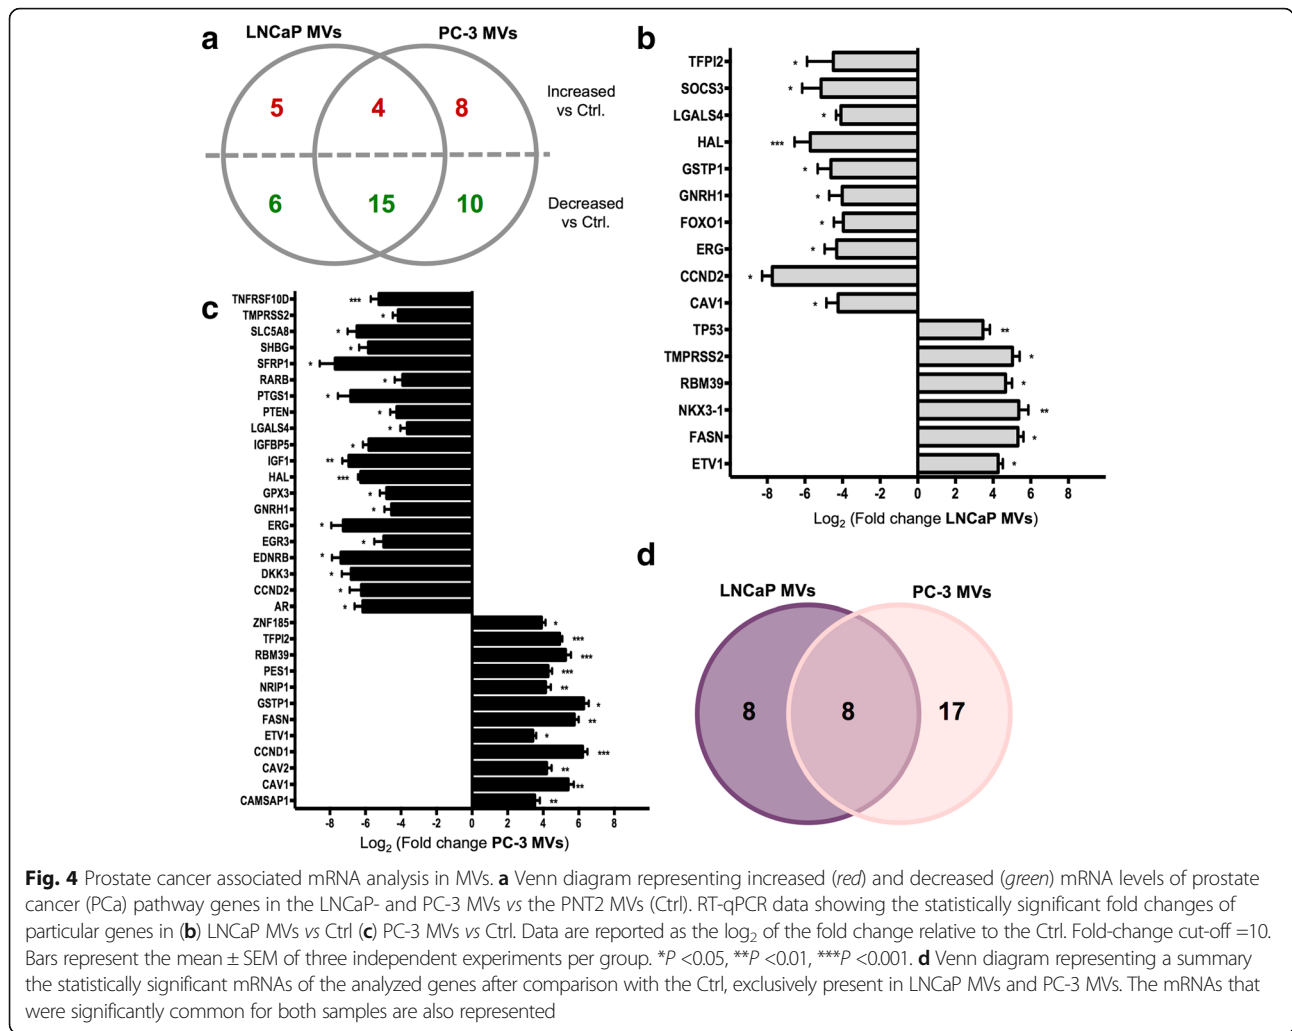 a
LNCaP MVs
PC-3 MVs
5
4
8
Increased
vs Ctrl.
6
15
10
Decreased
vs Ctrl.
b
TFPI2
*
SOCS3
*
LGALS4
*
HAL
***
GSTP1
*
GNRH1
*
FOXO1
*
ERG
*
CCND2
*
CAV1
*
TP53
**
TMPRSS2
*
RBM39
*
NKX3-1
**
FASN
*
ETV1
*
-8 -6 -4 -2 0 2 4 6 8
Log2 (Fold change LNCaP MVs)
c
TNFRSF10D
***
TMPRSS2
*
SLC5A8
*
SHBG
*
SFRP1
*
RARB
*
PTGS1
*
PTEN
*
LGALS4
*
IGFBP5
*
IGF1
**
HAL
***
GPX3
*
GNRH1
*
ERG
*
EGR3
*
EDNRB
*
DKK3
*
CCND2
*
AR
*
ZNF185
*
TFPI2
***
RBM39
***
PES1
***
NRIP1
**
GSTP1
*
FASN
**
ETV1
*
CCND1
***
CAV2
**
CAV1
**
CAMSAP1
**
-8 -6 -4 -2 0 2 4 6 8
Log2 (Fold change PC-3 MVs)
d
LNCaP MVs
PC-3 MVs
8
8
17
Fig. 4 Prostate cancer associated mRNA analysis in MVs. a Venn diagram representing increased (red) and decreased (green) mRNA levels of prostate
cancer (PCa) pathway genes in the LNCaP- and PC-3 MVs vs the PNT2 MVs (Ctrl). RT-qPCR data showing the statistically significant fold changes of
particular genes in (b) LNCaP MVs vs Ctrl (c) PC-3 MVs vs Ctrl. Data are reported as the log2 of the fold change relative to the Ctrl. Fold-change cut-off =10.
Bars represent the mean ± SEM of three independent experiments per group. *P <0.05, **P <0.01, ***P <0.001. d Venn diagram representing a summary
the statistically significant mRNAs of the analyzed genes after comparison with the Ctrl, exclusively present in LNCaP MVs and PC-3 MVs. The mRNAs that
were significantly common for both samples are also represented